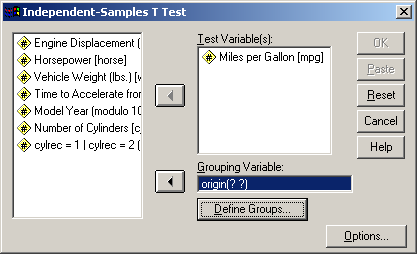 Independent-Samples T Test
Engine Displacement (
Horsepower [horse]
Vehicle Weight (lbs.) [w
Time to Accelerate from
Model Year (modulo 10
Number of Cylinders [c
cylrec = 1 | cylrec = 2 (
Test Variable(s):
Miles per Gallon [mpg]
Grouping Variable:
origin(? ?)
Define Groups...
OK
Paste
Reset
Cancel
Help
Options...